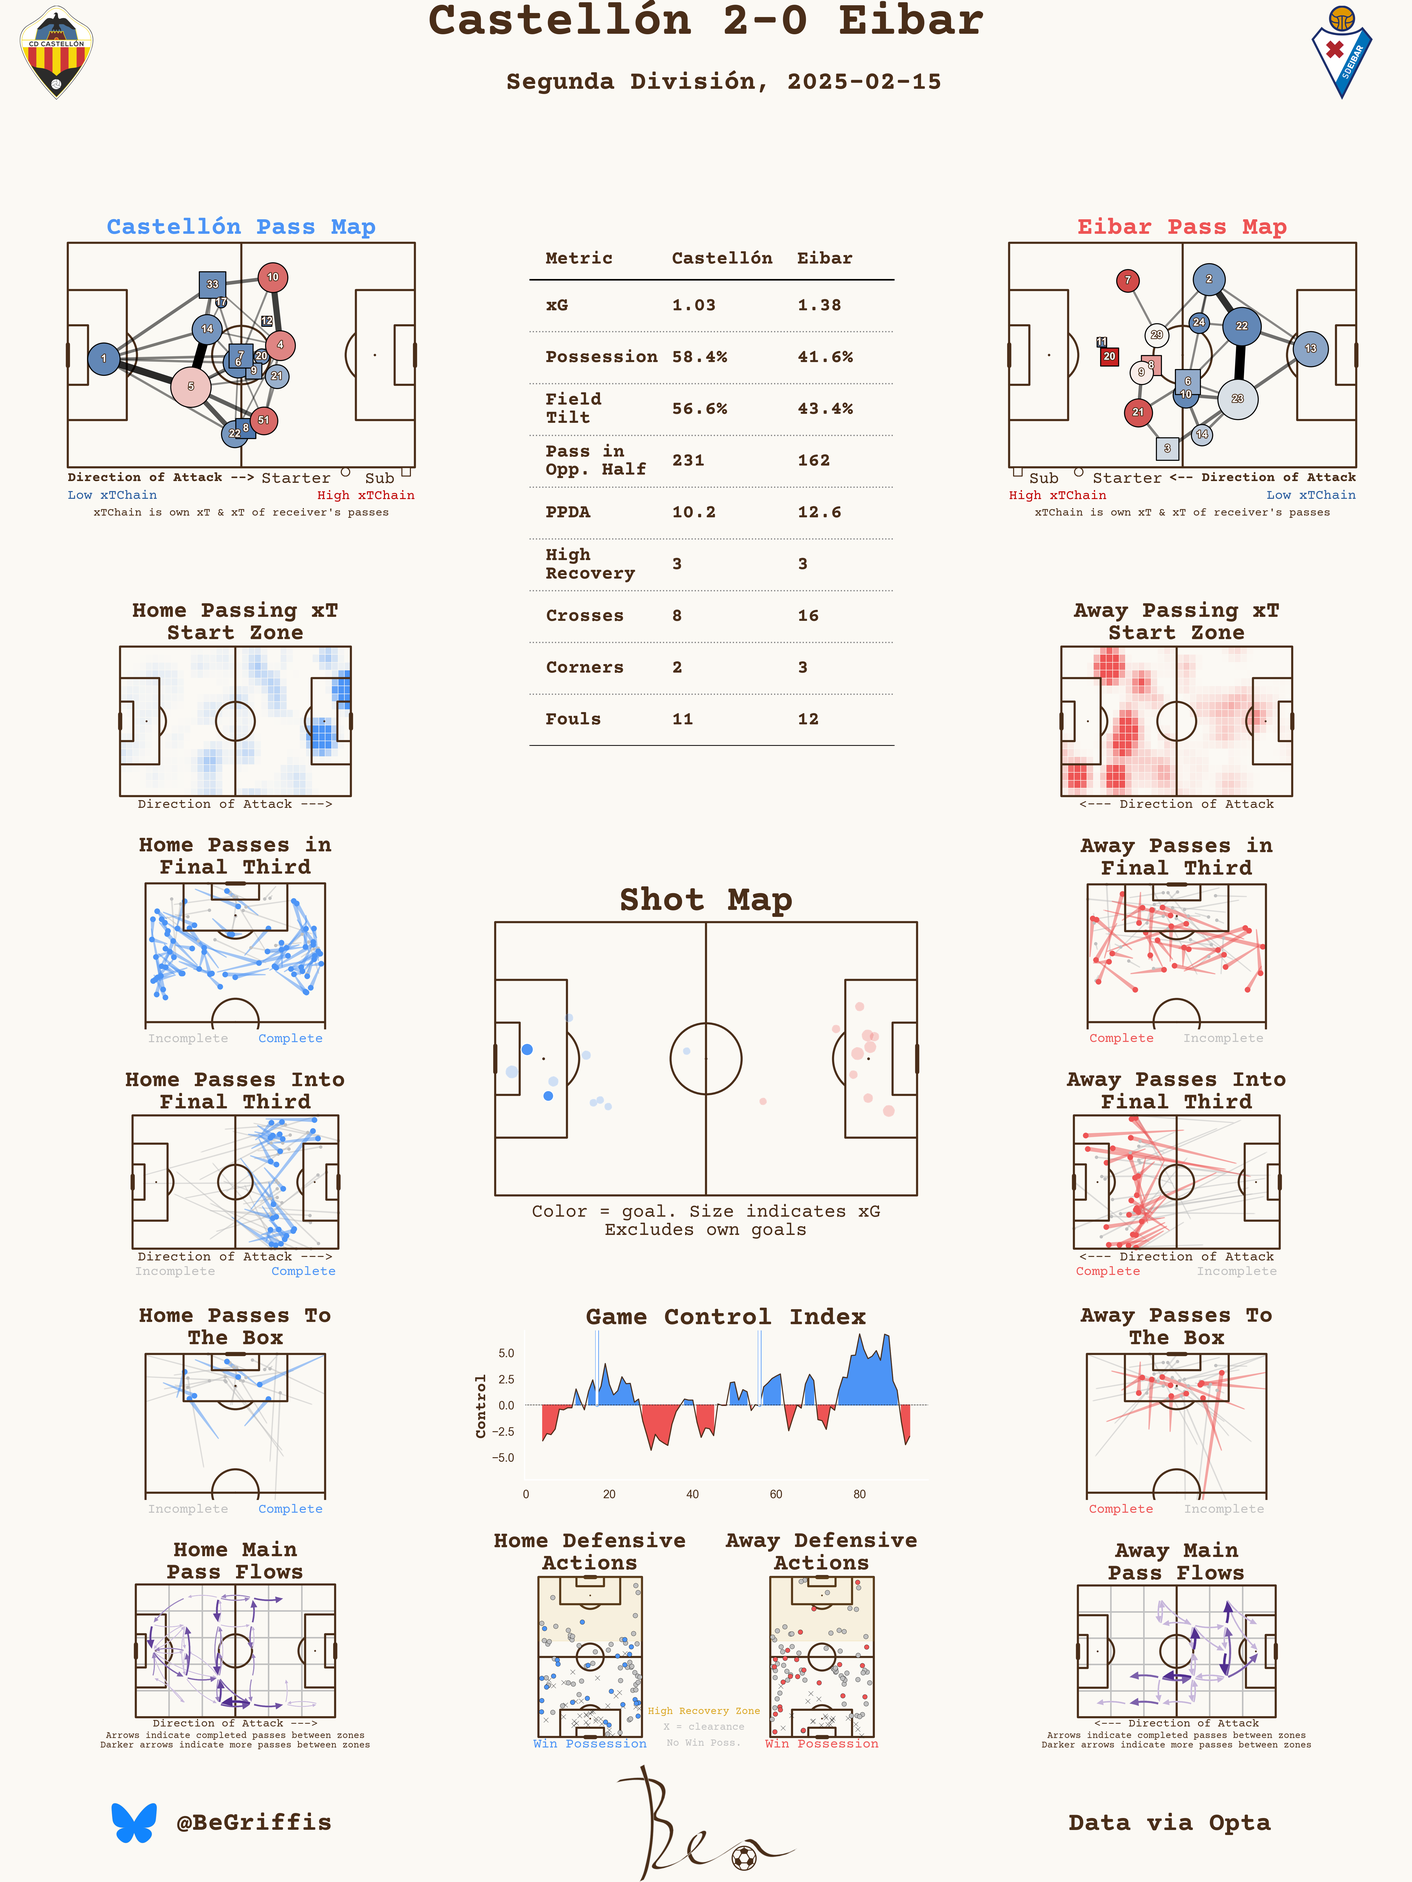 Castellón 2-0 Eibar
Segunda División, 2025-02-15
CD CASTELLÓN
SDEIBAR
Castellón Pass Map
1
33
17
14
5
10
12
4
7
6
20
9
21
51
8
22
Direction of Attack --> Starter Sub
Low xTChain High xTChain
xTChain is own xT & xT of receiver's passes
Metric Castellón Eibar
xG 1.03 1.38
Possession 58.4% 41.6%
Field
Tilt 56.6% 43.4%
Pass in
Opp. Half 231 162
PPDA 10.2 12.6
High
Recovery 3 3
Crosses 8 16
Corners 2 3
Fouls 11 12
Eibar Pass Map
7
2
24
22
29
13
11
20
8
9
6
10
23
21
14
3
Sub Starter <-- Direction of Attack
High xTChain Low xTChain
xTChain is own xT & xT of receiver's passes
Home Passing xT
Start Zone
Direction of Attack --->
Away Passing xT
Start Zone
<--- Direction of Attack
Home Passes in
Final Third
Incomplete Complete
Away Passes in
Final Third
Complete Incomplete
Shot Map
Color = goal. Size indicates xG
Excludes own goals
Home Passes Into
Final Third
Direction of Attack --->
Incomplete Complete
Away Passes Into
Final Third
<--- Direction of Attack
Complete Incomplete
Home Passes To
The Box
Incomplete Complete
Game Control Index
Control
5.0
2.5
0.0
−2.5
−5.0
0 20 40 60 80
Away Passes To
The Box
Complete Incomplete
Home Main
Pass Flows
Direction of Attack --->
Arrows indicate completed passes between zones
Darker arrows indicate more passes between zones
Home Defensive
Actions
Win Possession
Away Defensive
Actions
Win Possession
High Recovery Zone
X = clearance
No Win Poss.
Away Main
Pass Flows
<--- Direction of Attack
Arrows indicate completed passes between zones
Darker arrows indicate more passes between zones
@BeGriffis
Ben
Data via Opta